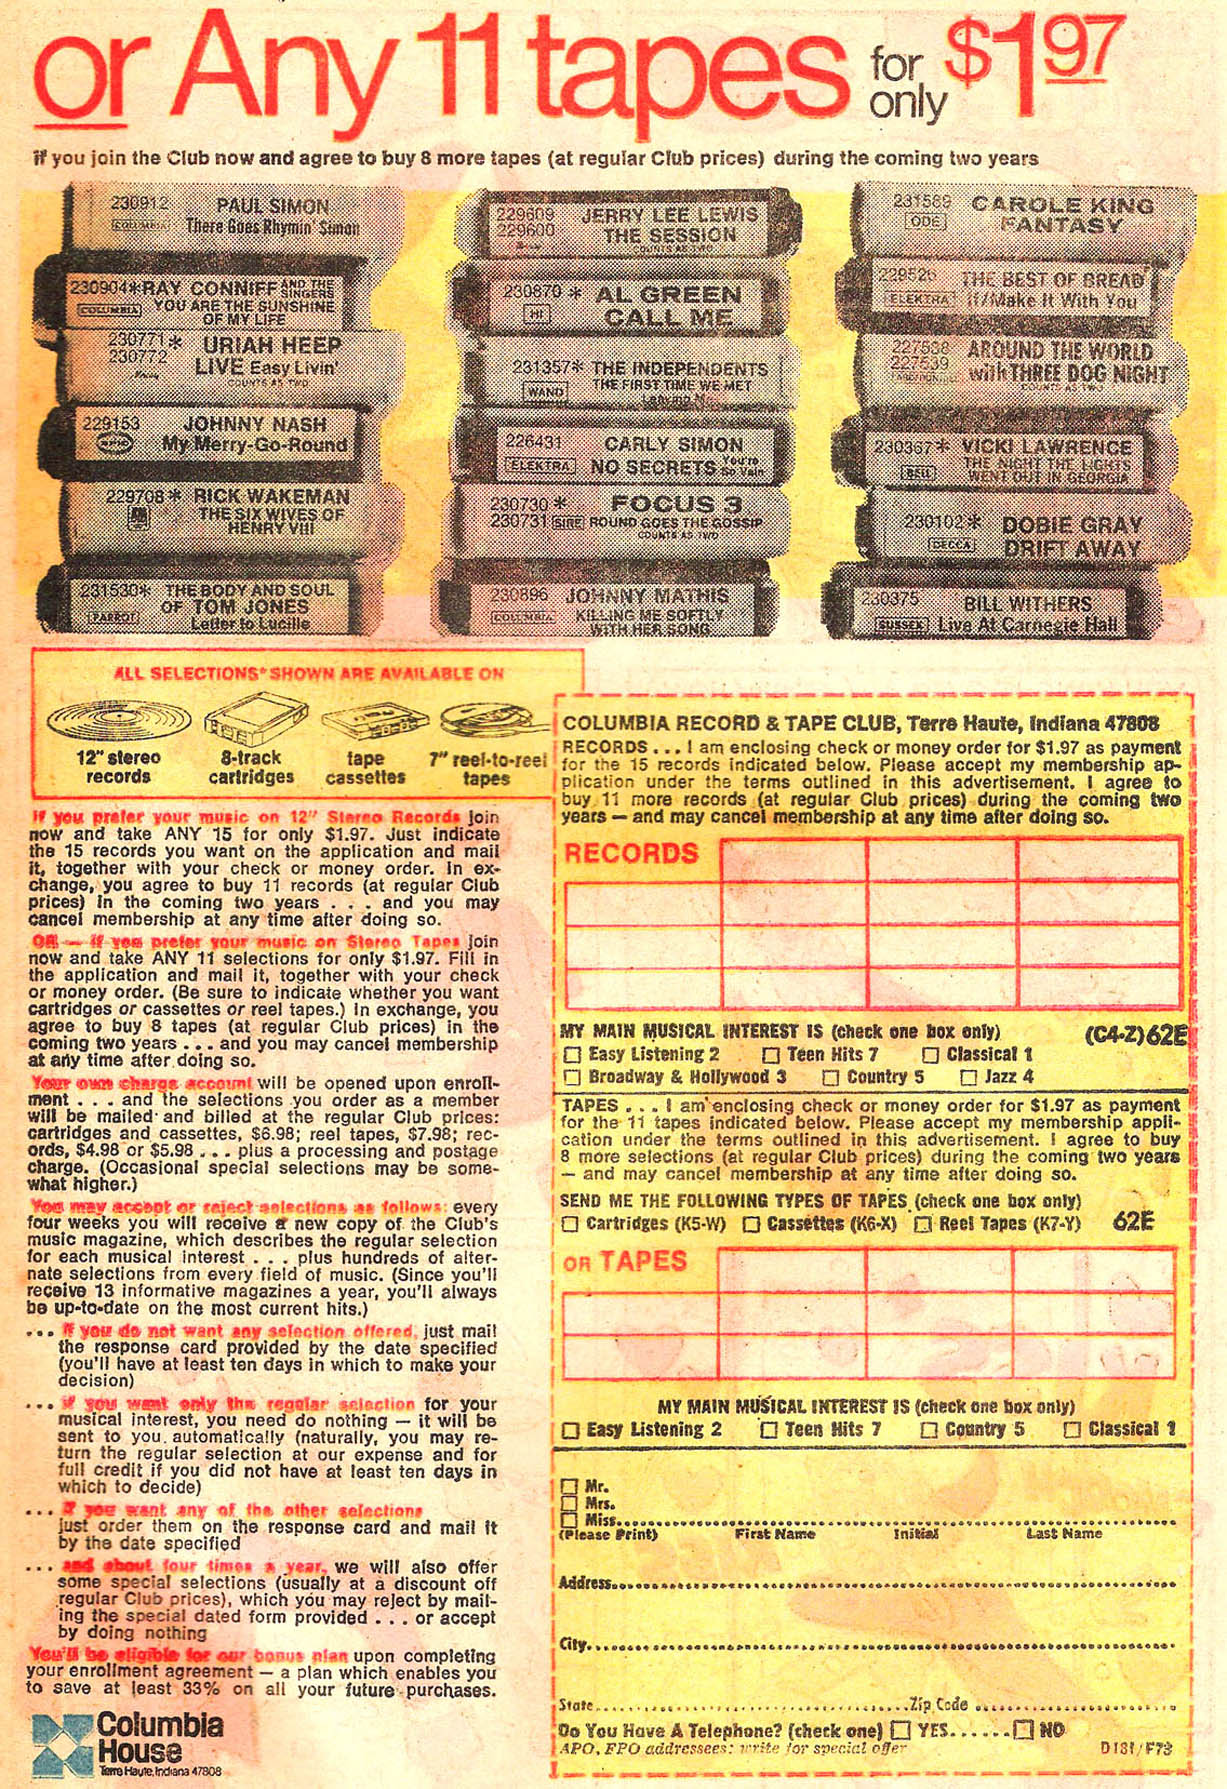 or Any 11 tapes for only $1.97
if you join the Club now and agree to buy 8 more tapes (at regular Club prices) during the coming two years
230912 PAUL SIMON
COLUMBIA There Goes Rhymin' Simon
230904* RAY CONNIFF AND THE SINGERS
COLUMBIA YOU ARE THE SUNSHINE
OF MY LIFE
230771 * URIAH HEEP
230772 LIVE Easy Livin'
COUNTS AS TWO
229153 JOHNNY NASH
My Merry-Go-Round
229708 * RICK WAKEMAN
THE SIX WIVES OF
HENRY VIII
231530* THE BODY AND SOUL
OF TOM JONES
PARROT Letter to Lucille
229609 JERRY LEE LEWIS
229600 THE SESSION
COUNTS AS TWO
230870 * AL GREEN
HI CALL ME
231357* THE INDEPENDENTS
WAND THE FIRST TIME WE MET
Leaving Me
226431 CARLY SIMON
ELEKTRA NO SECRETS You're So Vain
230730 * FOCUS 3
230731 SIRE ROUND GOES THE GOSSIP
COUNTS AS TWO
230896 JOHNNY MATHIS
COLUMBIA KILLING ME SOFTLY
WITH HER SONG
231589 CAROLE KING
ODE FANTASY
229526 THE BEST OF BREAD
ELEKTRA If/Make It With You
227538 AROUND THE WORLD
227539 with THREE DOG NIGHT
COUNTS AS TWO
230367 * VICKI LAWRENCE
BELL THE NIGHT THE LIGHTS
WENT OUT IN GEORGIA
230102 * DOBIE GRAY
DECCA DRIFT AWAY
230375 BILL WITHERS
SUSSEX Live At Carnegie Hall
ALL SELECTIONS* SHOWN ARE AVAILABLE ON
12" stereo records
8-track cartridges
tape cassettes
7" reel-to-reel tapes
If you prefer your music on 12" Stereo Records join
now and take ANY 15 for only $1.97. Just indicate
the 15 records you want on the application and mail
it, together with your check or money order. In ex-
change, you agree to buy 11 records (at regular Club
prices) in the coming two years . . . and you may
cancel membership at any time after doing so.
OR — if you prefer your music on Stereo Tapes join
now and take ANY 11 selections for only $1.97. Fill in
the application and mail it, together with your check
or money order. (Be sure to indicate whether you want
cartridges or cassettes or reel tapes.) In exchange, you
agree to buy 8 tapes (at regular Club prices) in the
coming two years . . . and you may cancel membership
at any time after doing so.
Your own charge account will be opened upon enroll-
ment . . . and the selections you order as a member
will be mailed and billed at the regular Club prices:
cartridges and cassettes, $6.98; reel tapes, $7.98; rec-
ords, $4.98 or $5.98 . . . plus a processing and postage
charge. (Occasional special selections may be some-
what higher.)
You may accept or reject selections as follows: every
four weeks you will receive a new copy of the Club's
music magazine, which describes the regular selection
for each musical interest . . . plus hundreds of alter-
nate selections from every field of music. (Since you'll
receive 13 informative magazines a year, you'll always
be up-to-date on the most current hits.)
. . . if you do not want any selection offered, just mail
the response card provided by the date specified
(you'll have at least ten days in which to make your
decision)
. . . if you want only the regular selection for your
musical interest, you need do nothing — it will be
sent to you automatically (naturally, you may re-
turn the regular selection at our expense and for
full credit if you did not have at least ten days in
which to decide)
. . . if you want any of the other selections
just order them on the response card and mail it
by the date specified
. . . and about four times a year, we will also offer
some special selections (usually at a discount off
regular Club prices), which you may reject by mail-
ing the special dated form provided . . . or accept
by doing nothing
You'll be eligible for our bonus plan upon completing
your enrollment agreement — a plan which enables you
to save at least 33% on all your future purchases.
Columbia
House
Terre Haute, Indiana 47808
COLUMBIA RECORD & TAPE CLUB, Terre Haute, Indiana 47808
RECORDS . . . I am enclosing check or money order for $1.97 as payment
for the 15 records indicated below. Please accept my membership ap-
plication under the terms outlined in this advertisement. I agree to
buy 11 more records (at regular Club prices) during the coming two
years — and may cancel membership at any time after doing so.
RECORDS
MY MAIN MUSICAL INTEREST IS (check one box only) (C4-Z) 62E
Easy Listening 2 Teen Hits 7 Classical 1
Broadway & Hollywood 3 Country 5 Jazz 4
TAPES . . . I am enclosing check or money order for $1.97 as payment
for the 11 tapes indicated below. Please accept my membership appli-
cation under the terms outlined in this advertisement. I agree to buy
8 more selections (at regular Club prices) during the coming two years
— and may cancel membership at any time after doing so.
SEND ME THE FOLLOWING TYPES OF TAPES (check one box only)
Cartridges (K5-W) Cassettes (K6-X) Reel Tapes (K7-Y) 62E
OR TAPES
MY MAIN MUSICAL INTEREST IS (check one box only)
Easy Listening 2 Teen Hits 7 Country 5 Classical 1
Mr.
Mrs.
Miss
(Please Print) First Name Initial Last Name
Address
City
State Zip Code
Do You Have A Telephone? (check one) YES......NO
APO, FPO addressees: write for special offer D131/F73